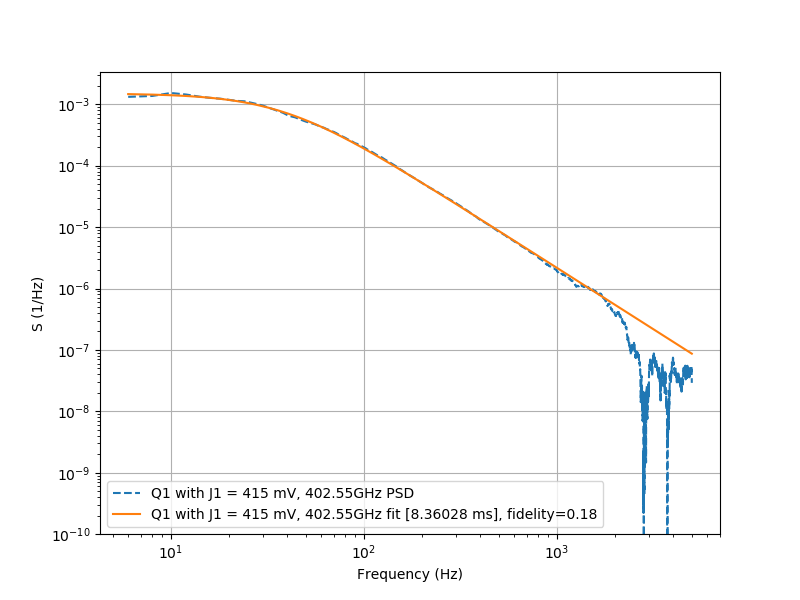 10⁻³
10⁻⁴
10⁻⁵
10⁻⁶
10⁻⁷
10⁻⁸
10⁻⁹
10⁻¹⁰
S (1/Hz)
Q1 with J1 = 415 mV, 402.55GHz PSD
Q1 with J1 = 415 mV, 402.55GHz fit [8.36028 ms], fidelity=0.18
10¹ 10² 10³
Frequency (Hz)